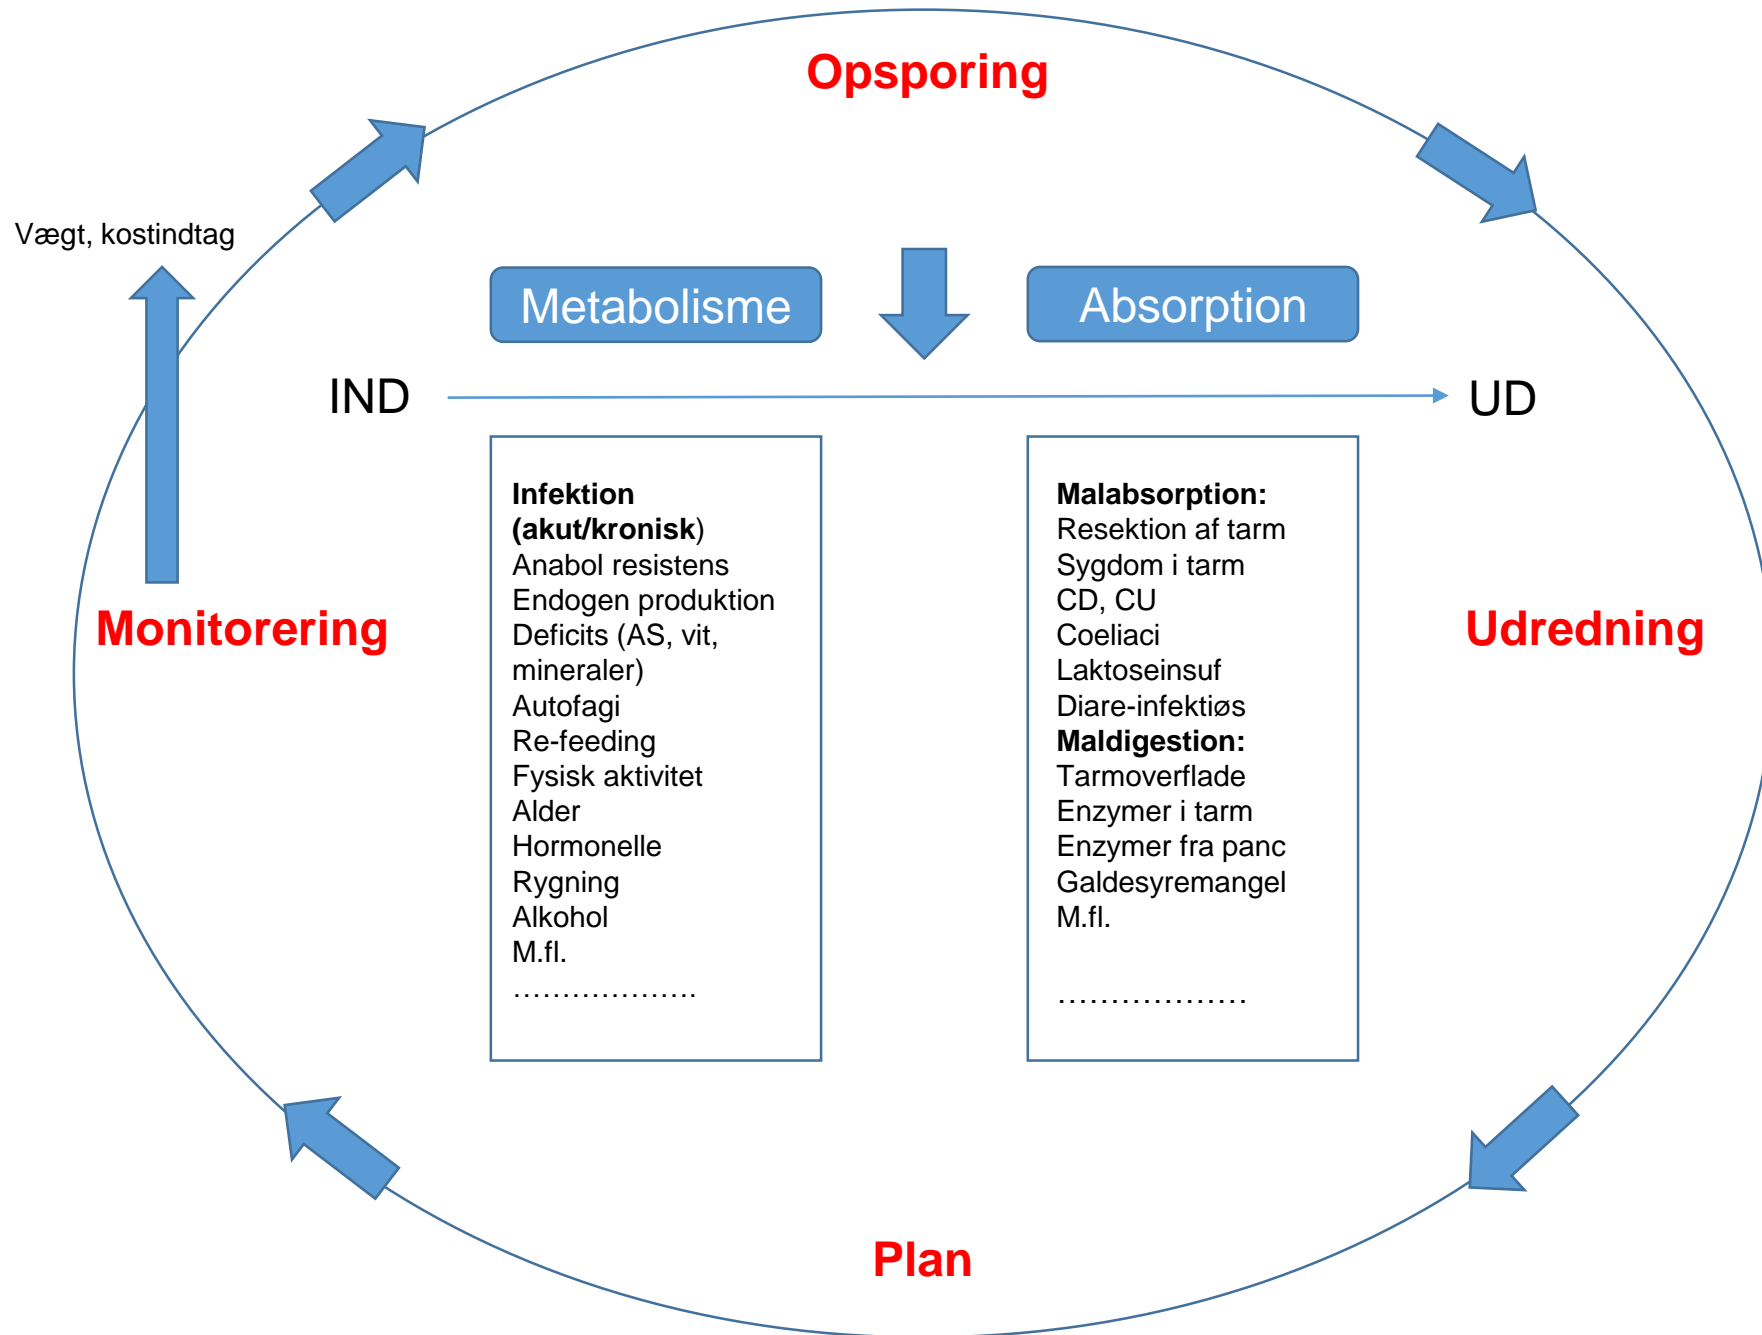 Opsporing
Vægt, kostindtag
Metabolisme
Absorption
IND
UD
Infektion
(akut/kronisk)
Anabol resistens
Endogen produktion
Deficits (AS, vit,
mineraler)
Autofagi
Re-feeding
Fysisk aktivitet
Alder
Hormonelle
Rygning
Alkohol
M.fl.
……………….
Malabsorption:
Resektion af tarm
Sygdom i tarm
CD, CU
Coeliaci
Laktoseinsuf
Diare-infektiøs
Maldigestion:
Tarmoverflade
Enzymer i tarm
Enzymer fra panc
Galdesyremangel
M.fl.
………………
Monitorering
Udredning
Plan